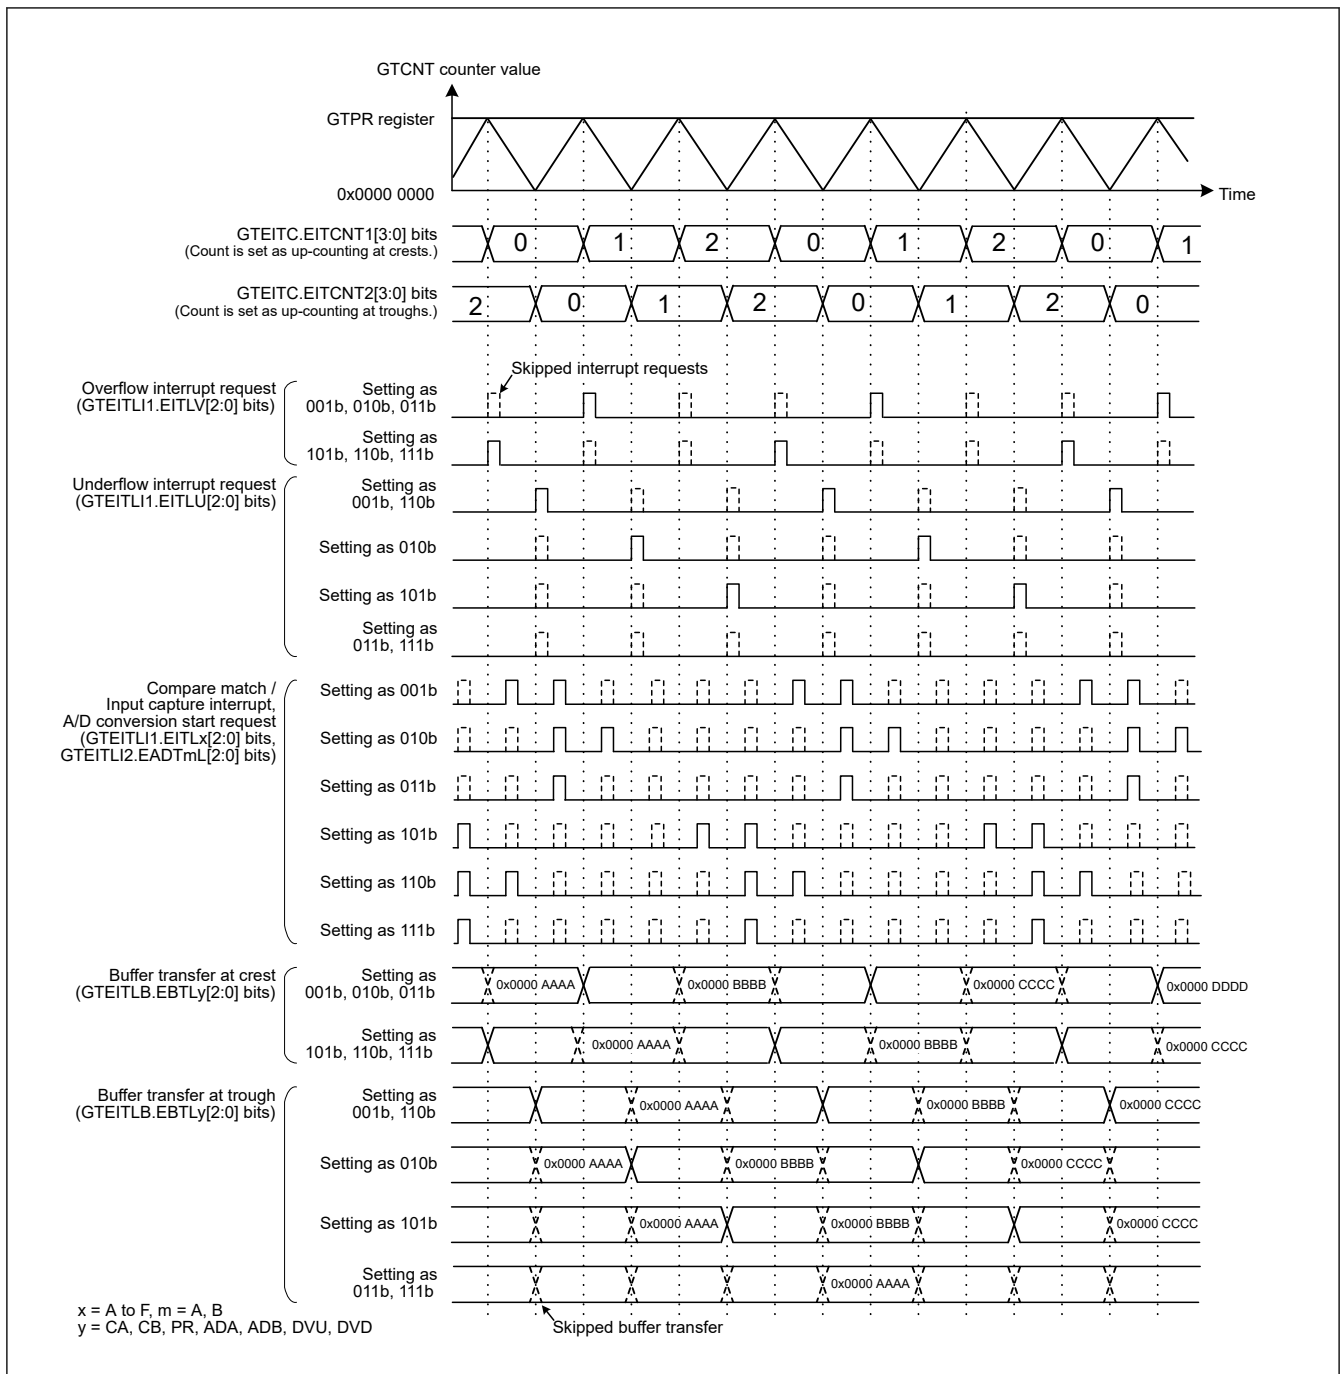 GTCNT counter value
GTPR register
0x0000 0000
Time
GTEITC.EITCNT1[3:0] bits
(Count is set as up-counting at crests.)
0 1 2 0 1 2 0 1
GTEITC.EITCNT2[3:0] bits
(Count is set as up-counting at troughs.)
2 0 1 2 0 1 2 0
Skipped interrupt requests
Overflow interrupt request
(GTEITLI1.EITLV[2:0] bits)
Setting as
001b, 010b, 011b
Setting as
101b, 110b, 111b
Underflow interrupt request
(GTEITLI1.EITLU[2:0] bits)
Setting as
001b, 110b
Setting as 010b
Setting as 101b
Setting as
011b, 111b
Compare match /
Input capture interrupt,
A/D conversion start request
(GTEITLI1.EITLx[2:0] bits,
GTEITLI2.EADTmL[2:0] bits)
Setting as 001b
Setting as 010b
Setting as 011b
Setting as 101b
Setting as 110b
Setting as 111b
Buffer transfer at crest
(GTEITLB.EBTLy[2:0] bits)
Setting as
001b, 010b, 011b
0x0000 AAAA 0x0000 BBBB 0x0000 CCCC 0x0000 DDDD
Setting as
101b, 110b, 111b
0x0000 AAAA 0x0000 BBBB 0x0000 CCCC
Buffer transfer at trough
(GTEITLB.EBTLy[2:0] bits)
Setting as
001b, 110b
0x0000 AAAA 0x0000 BBBB 0x0000 CCCC
Setting as 010b
0x0000 AAAA 0x0000 BBBB 0x0000 CCCC
Setting as 101b
0x0000 AAAA 0x0000 BBBB 0x0000 CCCC
Setting as
011b, 111b
0x0000 AAAA
Skipped buffer transfer
x = A to F, m = A, B
y = CA, CB, PR, ADA, ADB, DVU, DVD